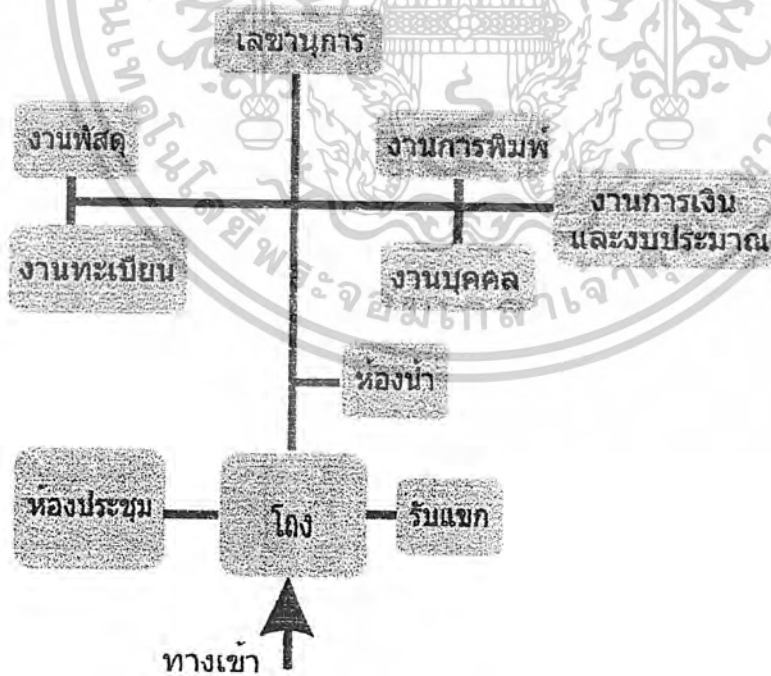 เลขานุการ
งานพัสดุ
งานการพิมพ์
งานการเงิน
และงบประมาณ
งานทะเบียน
งานบุคคล
ห้องน้ำ
ห้องประชุม
โถง
รับแขก
ทางเข้า